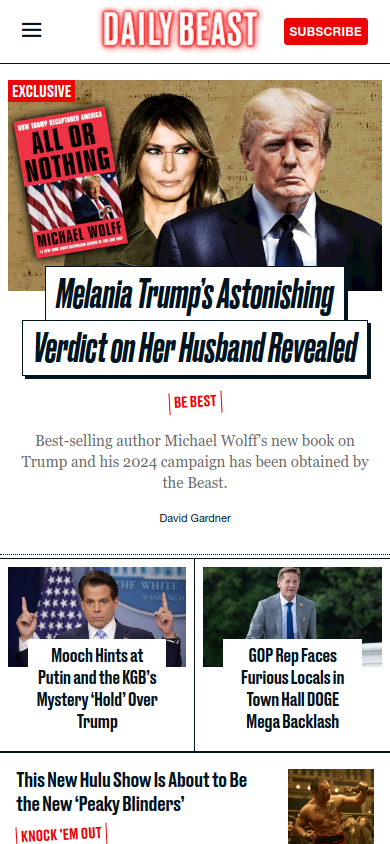 DAILY BEAST
SUBSCRIBE
EXCLUSIVE
HOW TRUMP RECAPTURED AMERICA
ALL OR
NOTHING
MICHAEL WOLFF
Melania Trump's Astonishing
Verdict on Her Husband Revealed
BE BEST
Best-selling author Michael Wolff's new book on
Trump and his 2024 campaign has been obtained by
the Beast.
David Gardner
THE WHITE
WASHINGTON
Mooch Hints at
Putin and the KGB's
Mystery 'Hold' Over
Trump
GOP Rep Faces
Furious Locals in
Town Hall DOGE
Mega Backlash
This New Hulu Show Is About to Be
the New 'Peaky Blinders'
KNOCK 'EM OUT